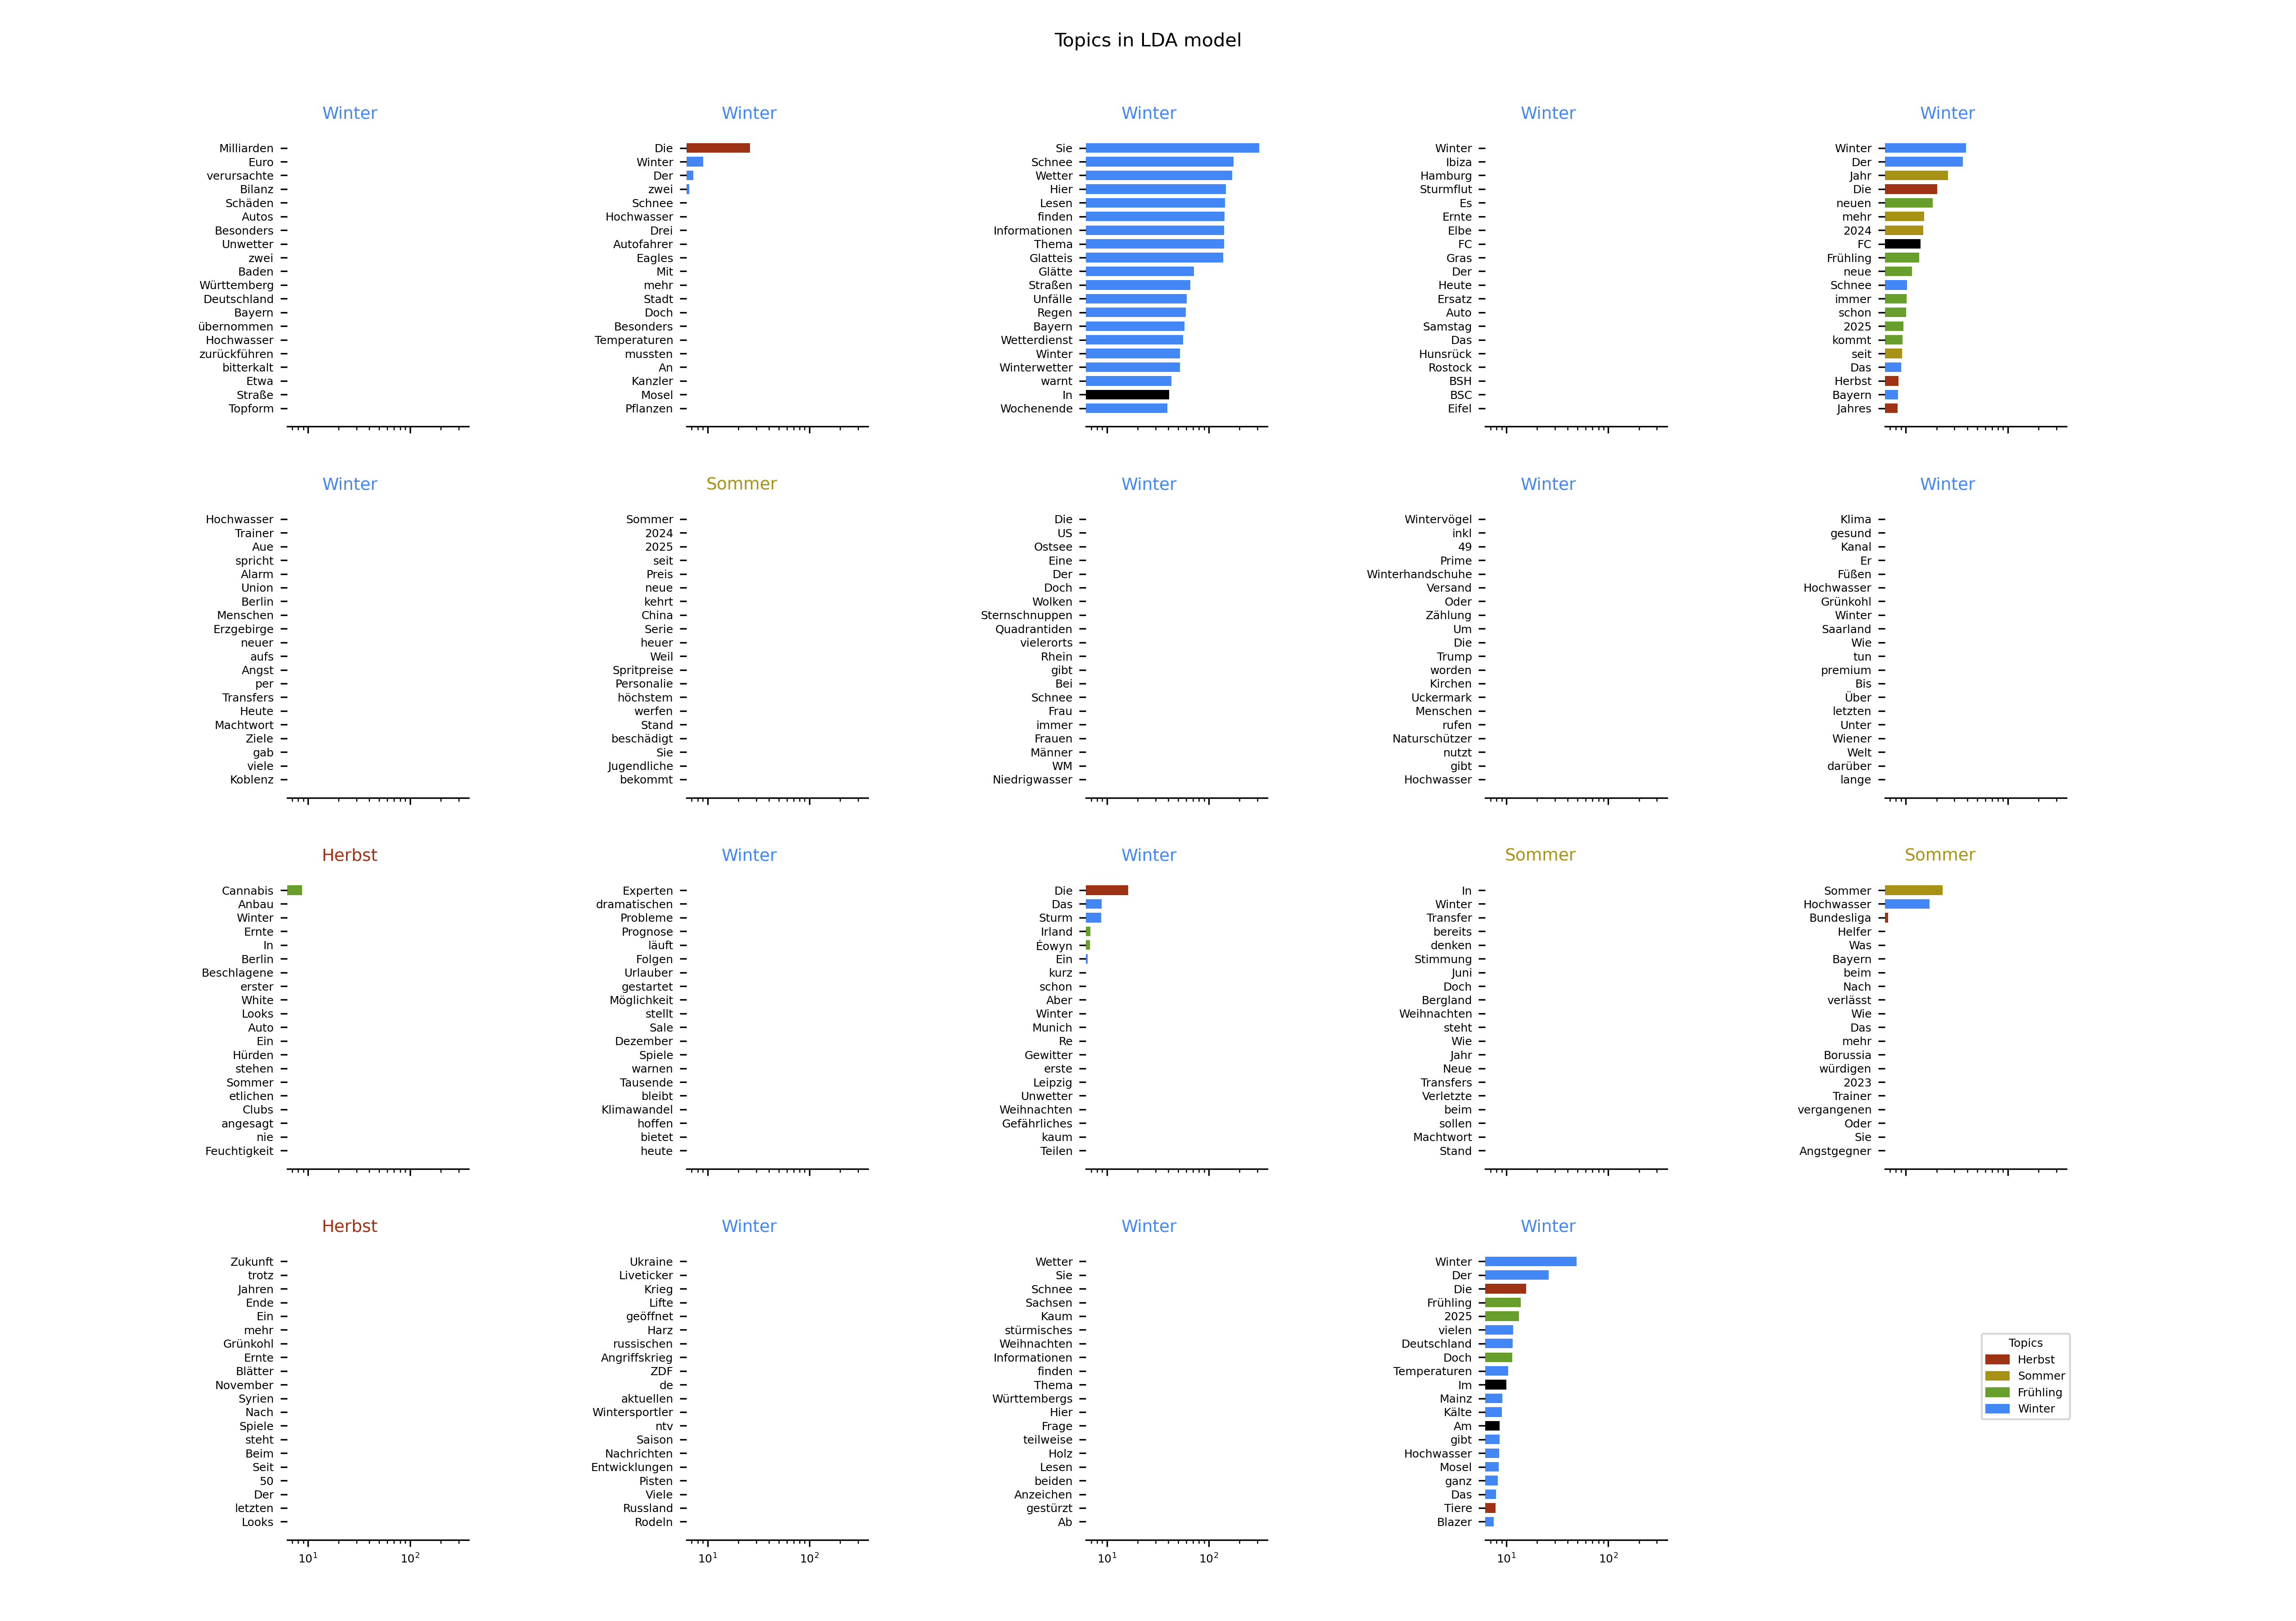 Topics in LDA model
Winter
Milliarden
Euro
verursachte
Bilanz
Schäden
Autos
Besonders
Unwetter
zwei
Baden
Württemberg
Deutschland
Bayern
übernommen
Hochwasser
zurückführen
bitterkalt
Etwa
Straße
Topform
Winter
Die
Winter
Der
zwei
Schnee
Hochwasser
Drei
Autofahrer
Eagles
Mit
mehr
Stadt
Doch
Besonders
Temperaturen
mussten
An
Kanzler
Mosel
Pflanzen
Winter
Sie
Schnee
Wetter
Hier
Lesen
finden
Informationen
Thema
Glatteis
Glätte
Straßen
Unfälle
Regen
Bayern
Wetterdienst
Winter
Winterwetter
warnt
In
Wochenende
Winter
Winter
Ibiza
Hamburg
Sturmflut
Es
Ernte
Elbe
FC
Gras
Der
Heute
Ersatz
Auto
Samstag
Das
Hunsrück
Rostock
BSH
BSC
Eifel
Winter
Winter
Der
Jahr
Die
neuen
mehr
2024
FC
Frühling
neue
Schnee
immer
schon
2025
kommt
seit
Das
Herbst
Bayern
Jahres
Winter
Hochwasser
Trainer
Aue
spricht
Alarm
Union
Berlin
Menschen
Erzgebirge
neuer
aufs
Angst
per
Transfers
Heute
Machtwort
Ziele
gab
viele
Koblenz
Sommer
Sommer
2024
2025
seit
Preis
neue
kehrt
China
Serie
heuer
Weil
Spritpreise
Personalie
höchstem
werfen
Stand
beschädigt
Sie
Jugendliche
bekommt
Winter
Die
US
Ostsee
Eine
Der
Doch
Wolken
Sternschnuppen
Quadrantiden
vielerorts
Rhein
gibt
Bei
Schnee
Frau
immer
Frauen
Männer
WM
Niedrigwasser
Winter
Wintervögel
inkl
49
Prime
Winterhandschuhe
Versand
Oder
Zählung
Um
Die
Trump
worden
Kirchen
Uckermark
Menschen
rufen
Naturschützer
nutzt
gibt
Hochwasser
Winter
Klima
gesund
Kanal
Er
Füßen
Hochwasser
Grünkohl
Winter
Saarland
Wie
tun
premium
Bis
Über
letzten
Unter
Wiener
Welt
darüber
lange
Herbst
Cannabis
Anbau
Winter
Ernte
In
Berlin
Beschlagene
erster
White
Looks
Auto
Ein
Hürden
stehen
Sommer
etlichen
Clubs
angesagt
nie
Feuchtigkeit
Winter
Experten
dramatischen
Probleme
Prognose
läuft
Folgen
Urlauber
gestartet
Möglichkeit
stellt
Sale
Dezember
Spiele
warnen
Tausende
bleibt
Klimawandel
hoffen
bietet
heute
Winter
Die
Das
Sturm
Irland
Éowyn
Ein
kurz
schon
Aber
Winter
Munich
Re
Gewitter
erste
Leipzig
Unwetter
Weihnachten
Gefährliches
kaum
Teilen
Sommer
In
Winter
Transfer
bereits
denken
Stimmung
Juni
Doch
Bergland
Weihnachten
steht
Wie
Jahr
Neue
Transfers
Verletzte
beim
sollen
Machtwort
Stand
Sommer
Sommer
Hochwasser
Bundesliga
Helfer
Was
Bayern
beim
Nach
verlässt
Wie
Das
mehr
Borussia
würdigen
2023
Trainer
vergangenen
Oder
Sie
Angstgegner
Herbst
Zukunft
trotz
Jahren
Ende
Ein
mehr
Grünkohl
Ernte
Blätter
November
Syrien
Nach
Spiele
steht
Beim
Seit
50
Der
letzten
Looks
10¹ 10²
Winter
Ukraine
Liveticker
Krieg
Lifte
geöffnet
Harz
russischen
Angriffskrieg
ZDF
de
aktuellen
Wintersportler
ntv
Saison
Nachrichten
Entwicklungen
Pisten
Viele
Russland
Rodeln
10¹ 10²
Winter
Wetter
Sie
Schnee
Sachsen
Kaum
stürmisches
Weihnachten
Informationen
finden
Thema
Württembergs
Hier
Frage
teilweise
Holz
Lesen
beiden
Anzeichen
gestürzt
Ab
10¹ 10²
Winter
Winter
Der
Die
Frühling
2025
vielen
Deutschland
Doch
Temperaturen
Im
Mainz
Kälte
Am
gibt
Hochwasser
Mosel
ganz
Das
Tiere
Blazer
10¹ 10²
Topics
Herbst
Sommer
Frühling
Winter